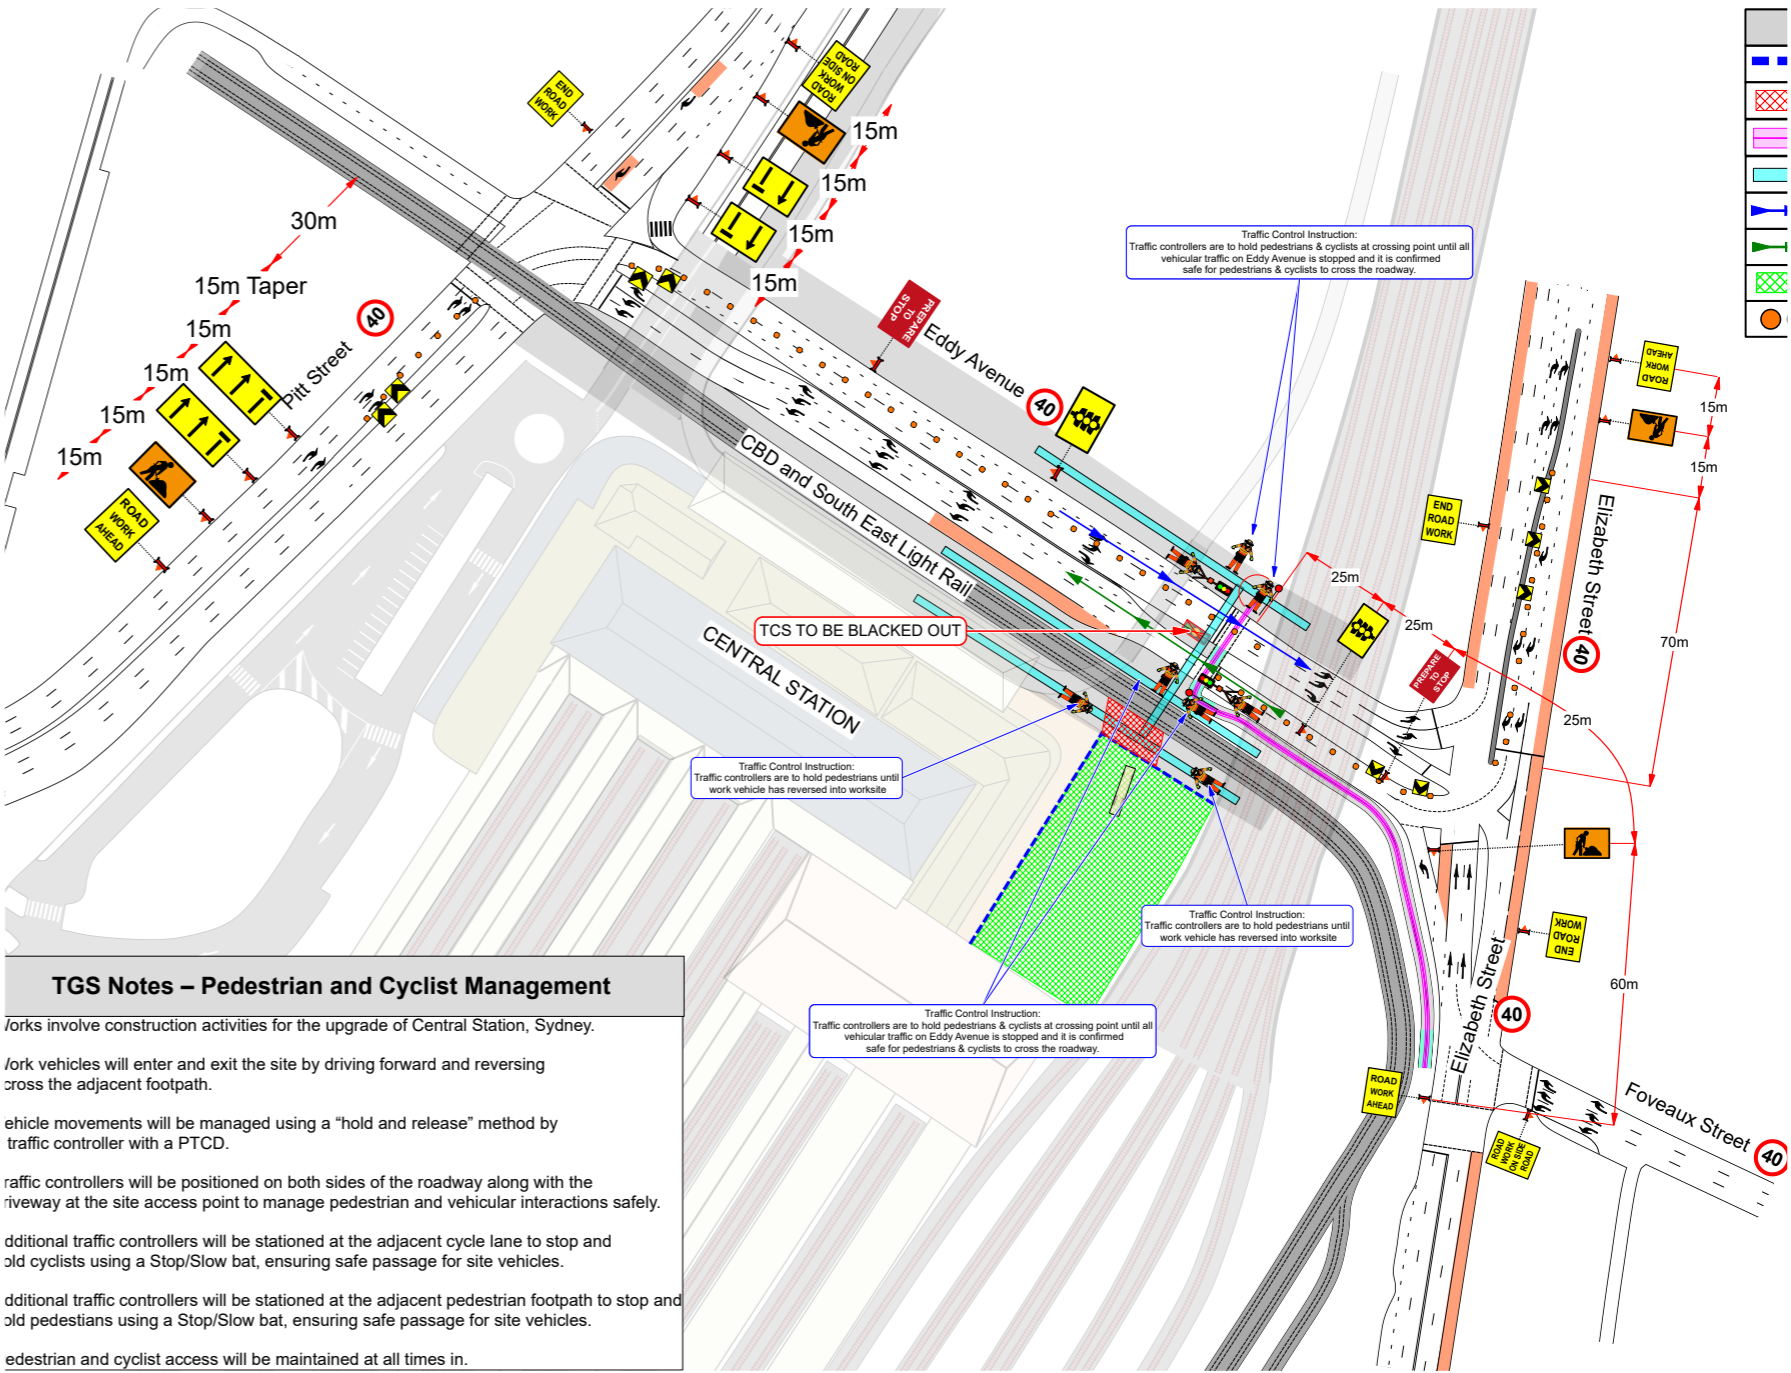 END
ROAD
WORK
ROAD
WORK
ON SIDE
ROAD
15m
15m
15m
15m
30m
15m Taper
15m
15m
15m
15m
Pitt Street
40
ROAD
WORK
AHEAD
PREPARE
TO
STOP
Eddy Avenue
40
Traffic Control Instruction:
Traffic controllers are to hold pedestrians & cyclists at crossing point until all
vehicular traffic on Eddy Avenue is stopped and it is confirmed
safe for pedestrians & cyclists to cross the roadway.
ROAD
WORK
AHEAD
15m
15m
END
ROAD
WORK
Elizabeth Street
40
70m
CBD and South East Light Rail
25m
25m
25m
PREPARE
TO
STOP
TCS TO BE BLACKED OUT
CENTRAL STATION
Traffic Control Instruction:
Traffic controllers are to hold pedestrians until
work vehicle has reversed into worksite
Traffic Control Instruction:
Traffic controllers are to hold pedestrians until
work vehicle has reversed into worksite
END
ROAD
WORK
60m
Elizabeth Street
40
Traffic Control Instruction:
Traffic controllers are to hold pedestrians & cyclists at crossing point until all
vehicular traffic on Eddy Avenue is stopped and it is confirmed
safe for pedestrians & cyclists to cross the roadway.
ROAD
WORK
AHEAD
ROAD
WORK
ON SIDE
ROAD
Foveaux Street
40
TGS Notes – Pedestrian and Cyclist Management
orks involve construction activities for the upgrade of Central Station, Sydney.
ork vehicles will enter and exit the site by driving forward and reversing
cross the adjacent footpath.
ehicle movements will be managed using a “hold and release” method by
traffic controller with a PTCD.
raffic controllers will be positioned on both sides of the roadway along with the
riveway at the site access point to manage pedestrian and vehicular interactions safely.
dditional traffic controllers will be stationed at the adjacent cycle lane to stop and
old cyclists using a Stop/Slow bat, ensuring safe passage for site vehicles.
dditional traffic controllers will be stationed at the adjacent pedestrian footpath to stop and
old pedestians using a Stop/Slow bat, ensuring safe passage for site vehicles.
edestrian and cyclist access will be maintained at all times in.